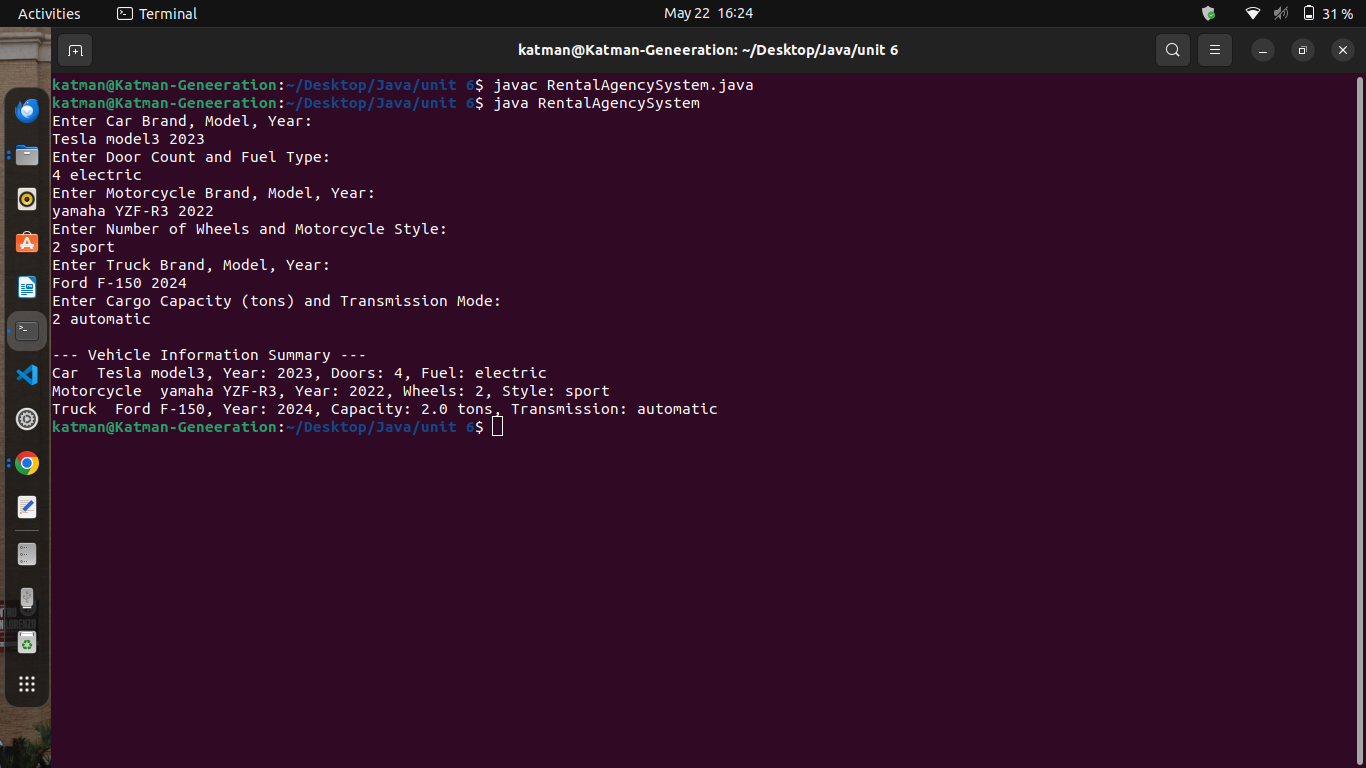 Activities
Terminal
May 22 16:24
31 %
katman@Katman-Geneeration: ~/Desktop/Java/unit 6
katman@Katman-Geneeration:~/Desktop/Java/unit 6$ javac RentalAgencySystem.java
katman@Katman-Geneeration:~/Desktop/Java/unit 6$ java RentalAgencySystem
Enter Car Brand, Model, Year:
Tesla model3 2023
Enter Door Count and Fuel Type:
4 electric
Enter Motorcycle Brand, Model, Year:
yamaha YZF-R3 2022
Enter Number of Wheels and Motorcycle Style:
2 sport
Enter Truck Brand, Model, Year:
Ford F-150 2024
Enter Cargo Capacity (tons) and Transmission Mode:
2 automatic
--- Vehicle Information Summary ---
Car  Tesla model3, Year: 2023, Doors: 4, Fuel: electric
Motorcycle  yamaha YZF-R3, Year: 2022, Wheels: 2, Style: sport
Truck  Ford F-150, Year: 2024, Capacity: 2.0 tons, Transmission: automatic
katman@Katman-Geneeration:~/Desktop/Java/unit 6$